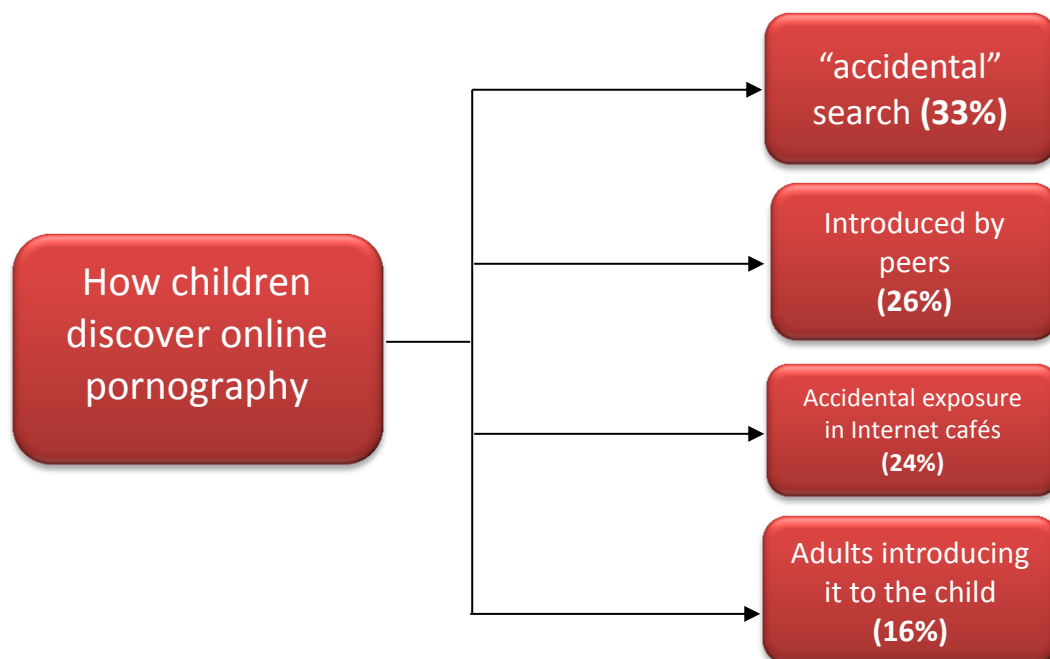 How children
discover online
pornography
“accidental”
search (33%)
Introduced by
peers
(26%)
Accidental exposure
in Internet cafés
(24%)
Adults introducing
it to the child
(16%)